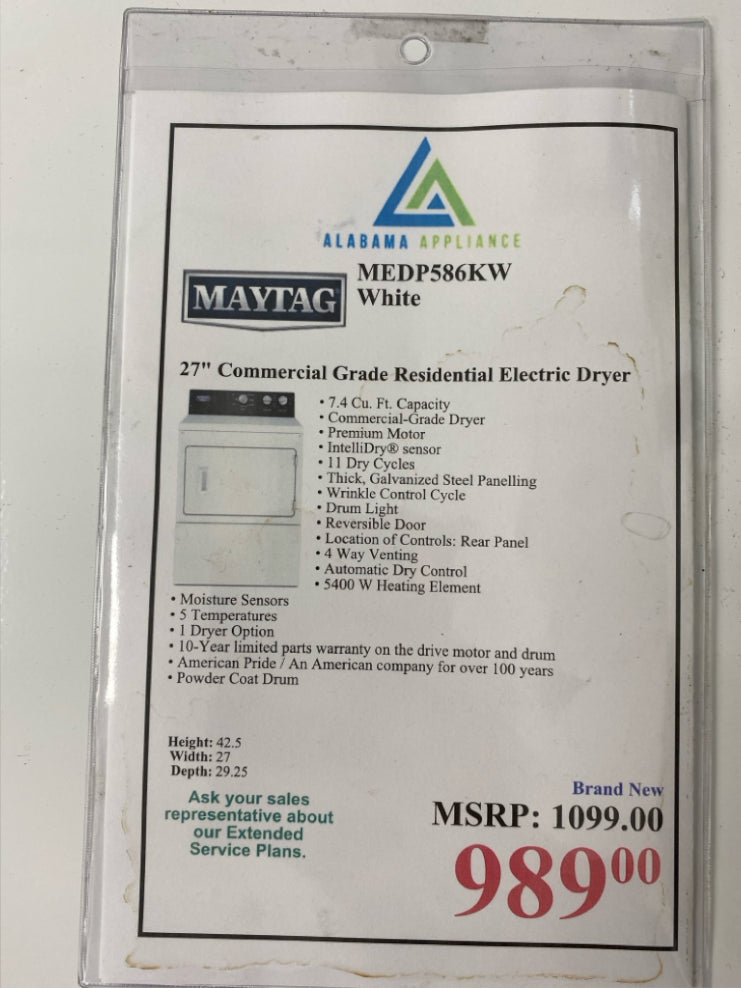 ALABAMA APPLIANCE
MAYTAG
MEDP586KW
White
27" Commercial Grade Residential Electric Dryer
• 7.4 Cu. Ft. Capacity
• Commercial-Grade Dryer
• Premium Motor
• IntelliDry® sensor
• 11 Dry Cycles
• Thick, Galvanized Steel Panelling
• Wrinkle Control Cycle
• Drum Light
• Reversible Door
• Location of Controls: Rear Panel
• 4 Way Venting
• Automatic Dry Control
• 5400 W Heating Element
• Moisture Sensors
• 5 Temperatures
• 1 Dryer Option
• 10-Year limited parts warranty on the drive motor and drum
• American Pride / An American company for over 100 years
• Powder Coat Drum
Height: 42.5
Width: 27
Depth: 29.25
Ask your sales
representative about
our Extended
Service Plans.
Brand New
MSRP: 1099.00
98900